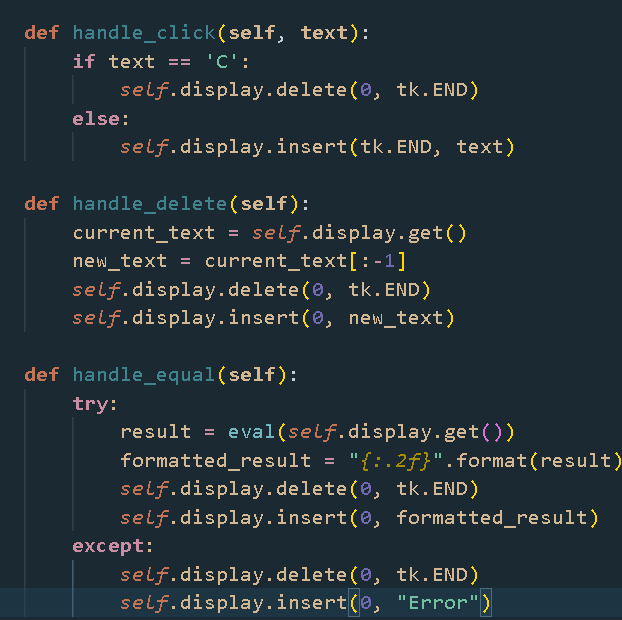 def handle_click(self, text):
if text == 'C':
self.display.delete(0, tk.END)
else:
self.display.insert(tk.END, text)
def handle_delete(self):
current_text = self.display.get()
new_text = current_text[:-1]
self.display.delete(0, tk.END)
self.display.insert(0, new_text)
def handle_equal(self):
try:
result = eval(self.display.get())
formatted_result = "{:.2f}".format(result)
self.display.delete(0, tk.END)
self.display.insert(0, formatted_result)
except:
self.display.delete(0, tk.END)
self.display.insert(0, "Error")